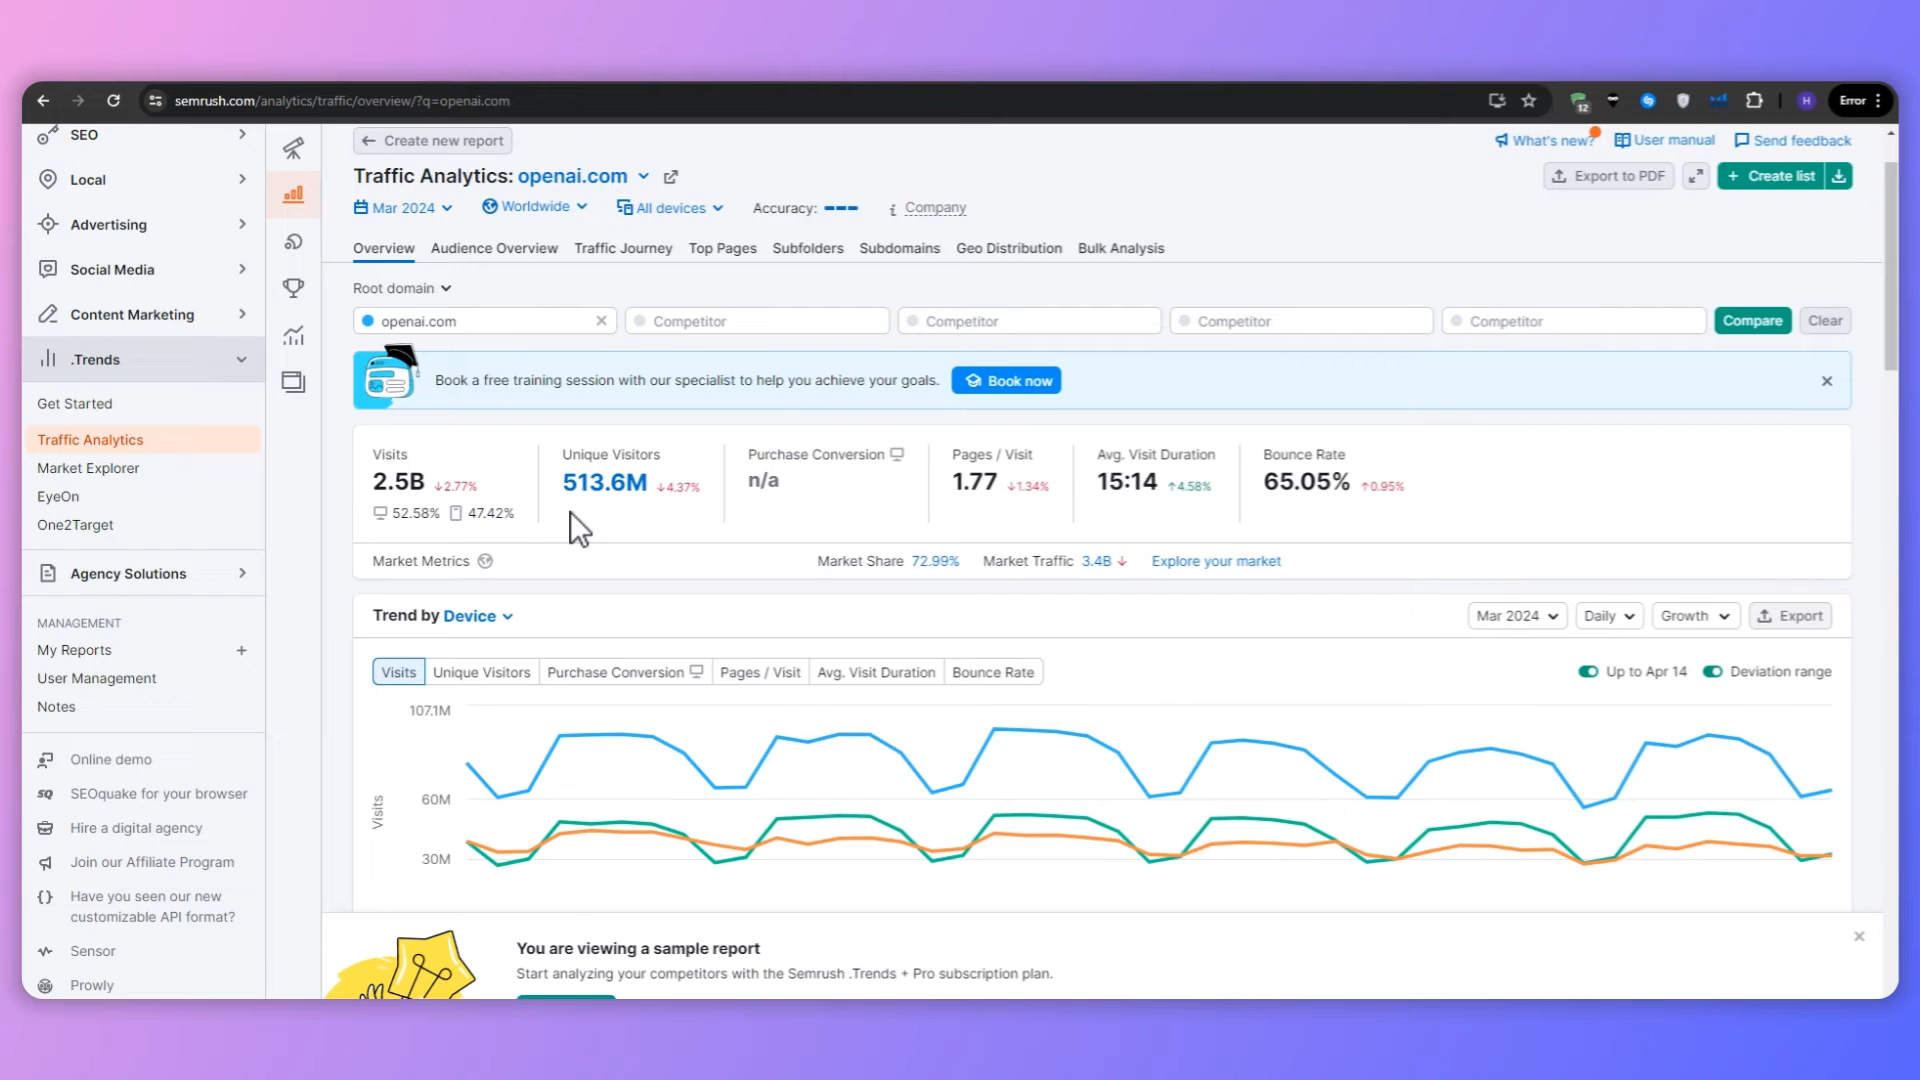 semrush.com/analytics/traffic/overview/?q=openai.com
12
H
Error
SEO
Local
Advertising
Social Media
Content Marketing
.Trends
Get Started
Traffic Analytics
Market Explorer
EyeOn
One2Target
Agency Solutions
MANAGEMENT
My Reports +
User Management
Notes
Online demo
SQ SEOquake for your browser
Hire a digital agency
Join our Affiliate Program
{} Have you seen our new
customizable API format?
Sensor
Prowly
← Create new report
What's new?
User manual
Send feedback
Traffic Analytics: openai.com
Export to PDF
+ Create list
Mar 2024
Worldwide
All devices
Accuracy:
i Company
Overview
Audience Overview
Traffic Journey
Top Pages
Subfolders
Subdomains
Geo Distribution
Bulk Analysis
Root domain
openai.com
Competitor
Competitor
Competitor
Competitor
Compare
Clear
Book a free training session with our specialist to help you achieve your goals.
Book now
Visits
2.5B ↓2.77%
52.58% 47.42%
Unique Visitors
513.6M ↓4.37%
Purchase Conversion
n/a
Pages / Visit
1.77 ↓1.34%
Avg. Visit Duration
15:14 ↑4.58%
Bounce Rate
65.05% ↑0.95%
Market Metrics
Market Share 72.99%
Market Traffic 3.4B ↓
Explore your market
Trend by Device
Mar 2024
Daily
Growth
Export
Visits
Unique Visitors
Purchase Conversion
Pages / Visit
Avg. Visit Duration
Bounce Rate
Up to Apr 14
Deviation range
107.1M
60M
30M
Visits
You are viewing a sample report
Start analyzing your competitors with the Semrush .Trends + Pro subscription plan.